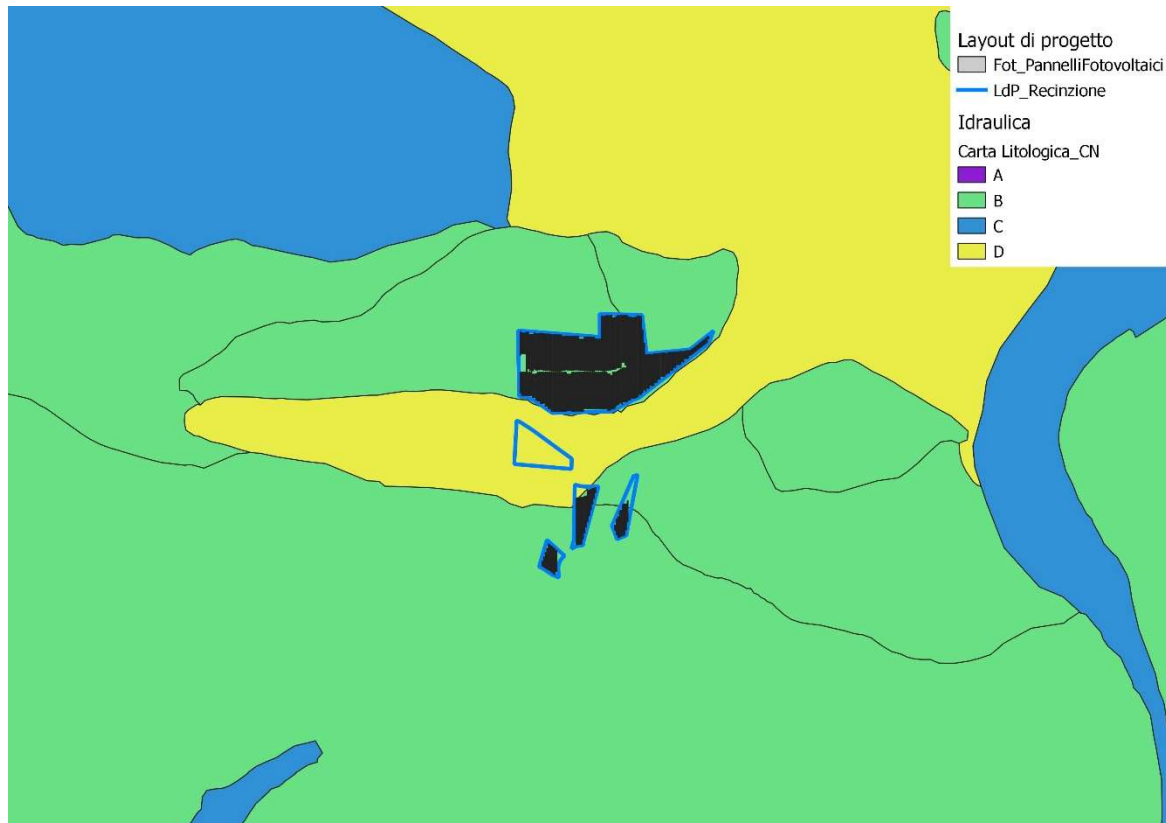 Layout di progetto
Fot_PannelliFotovoltaici
LdP_Recinzione
Idraulica
Carta Litologica_CN
A
B
C
D